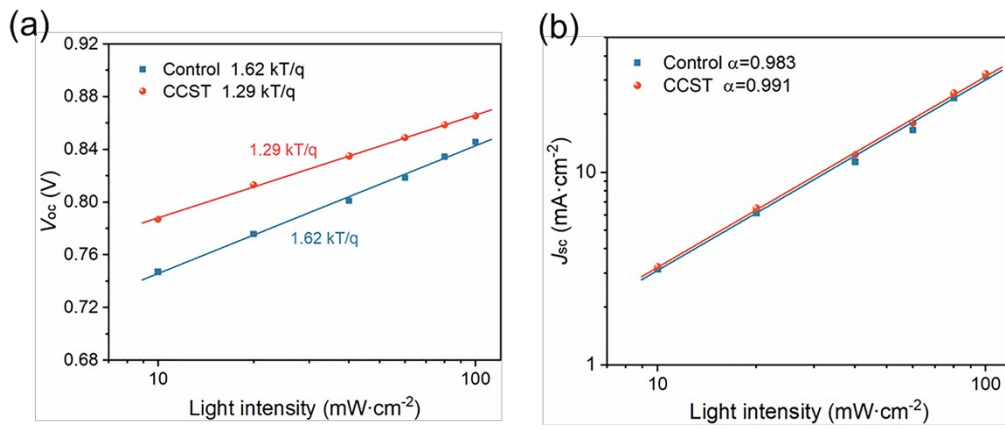 (a)
0.92
0.88
0.84
0.80
0.76
0.72
0.68
Voc (V)
Control 1.62 kT/q
CCST 1.29 kT/q
1.29 kT/q
1.62 kT/q
10
100
Light intensity (mW·cm-2)
(b)
10
1
Jsc (mA·cm-2)
Control α=0.983
CCST α=0.991
10
100
Light intensity (mW·cm-2)